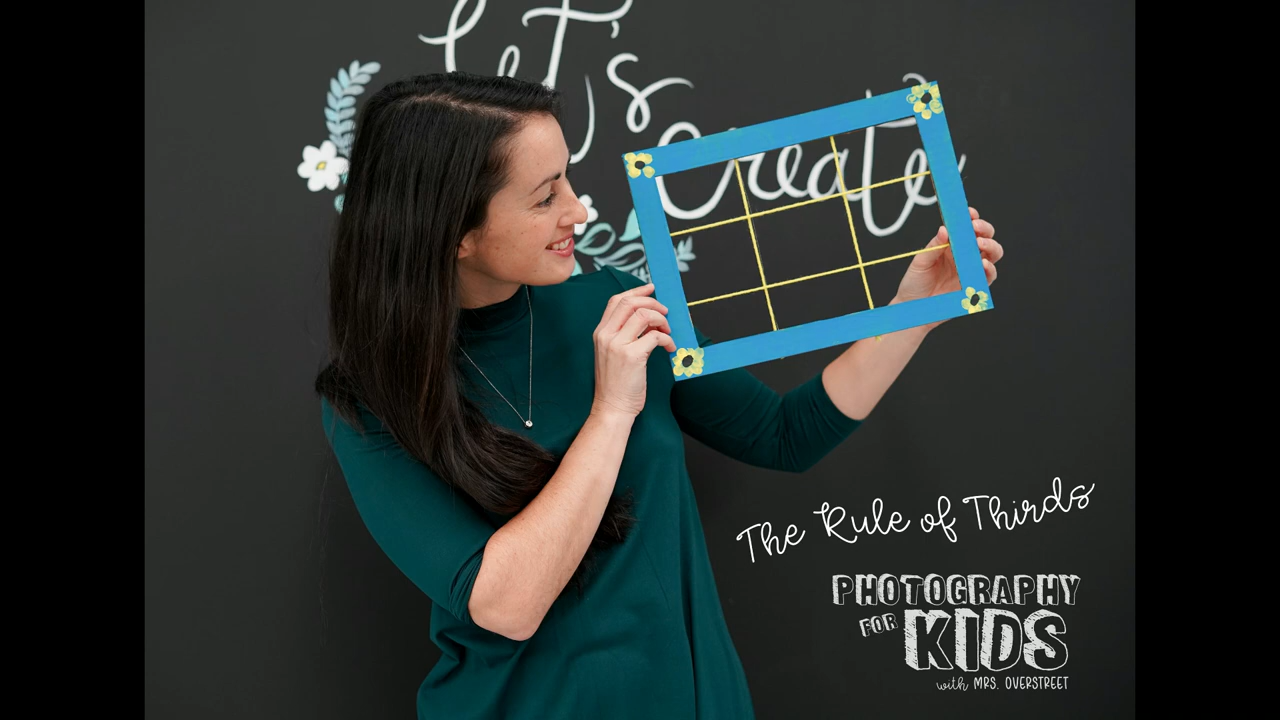 Let's
Create
The Rule of Thirds
PHOTOGRAPHY
FOR KIDS
with MRS. OVERSTREET